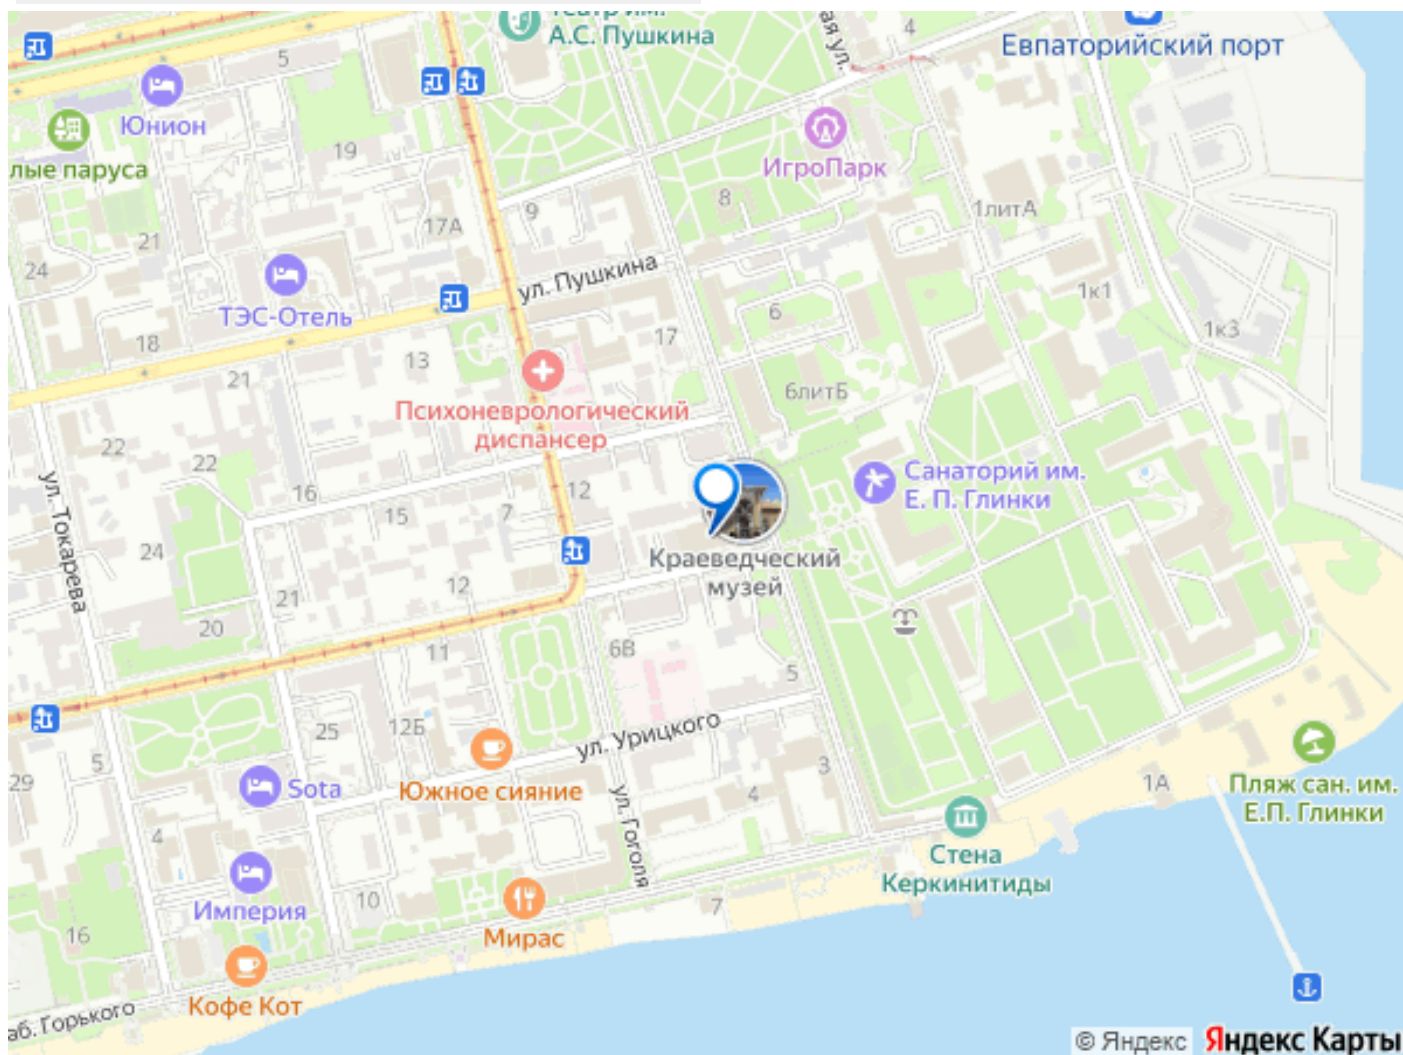 А.С. Пушкина
4
Евпаторийский порт
5
Юнион
лые паруса
19
ИгроПарк
8
9
17А
1литА
21
24
ул. Пушкина
ТЭС-Отель
1к1
6
1к3
18
17
13
21
6литБ
Психоневрологический
диспансер
22
22
Санаторий им.
Е. П. Глинки
ул. Токарева
16
12
15
7
24
Краеведческий
музей
12
21
20
6В
11
5
25
12Б
ул. Урицкого
5
29
3
Южное сияние
Sota
4
1А
Пляж сан. им.
Е.П. Глинки
ул. Гоголя
4
Стена
Керкинитиды
10
Империя
7
Мирас
16
Кофе Кот
аб. Горького
© Яндекс Яндекс Карты